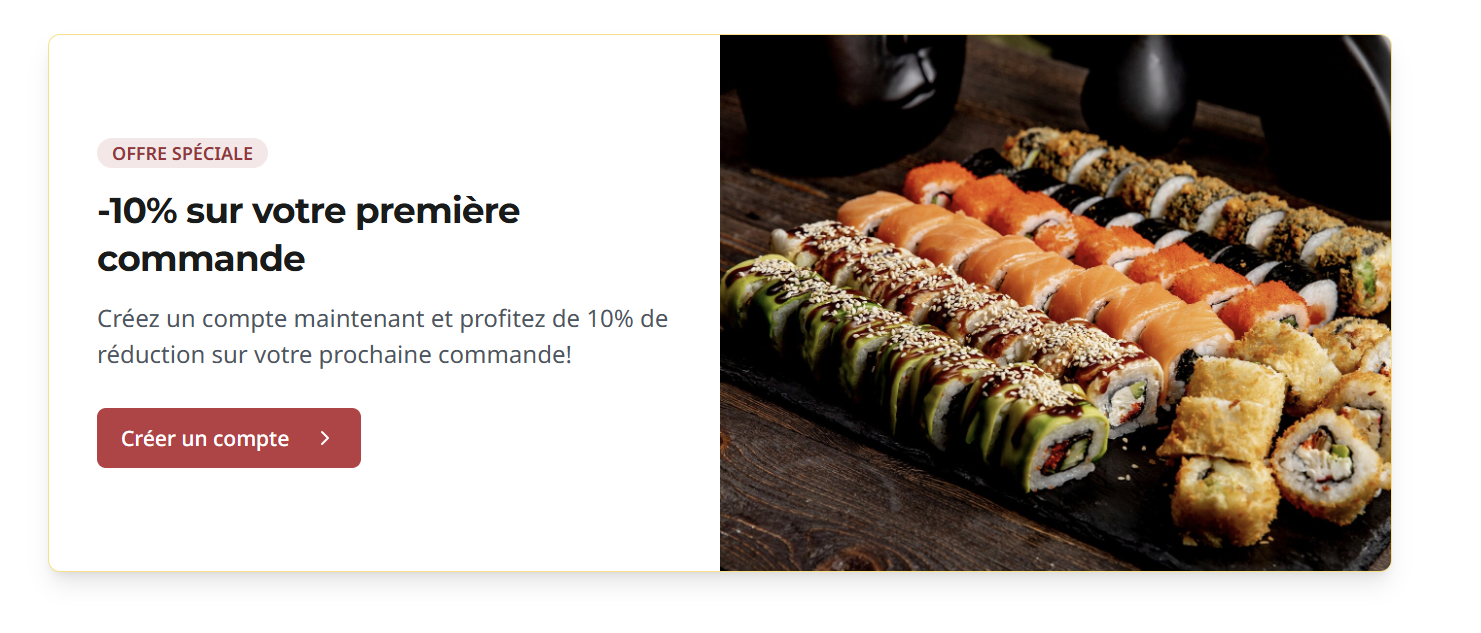 OFFRE SPÉCIALE
-10% sur votre première
commande
Créez un compte maintenant et profitez de 10% de
réduction sur votre prochaine commande!
Créer un compte